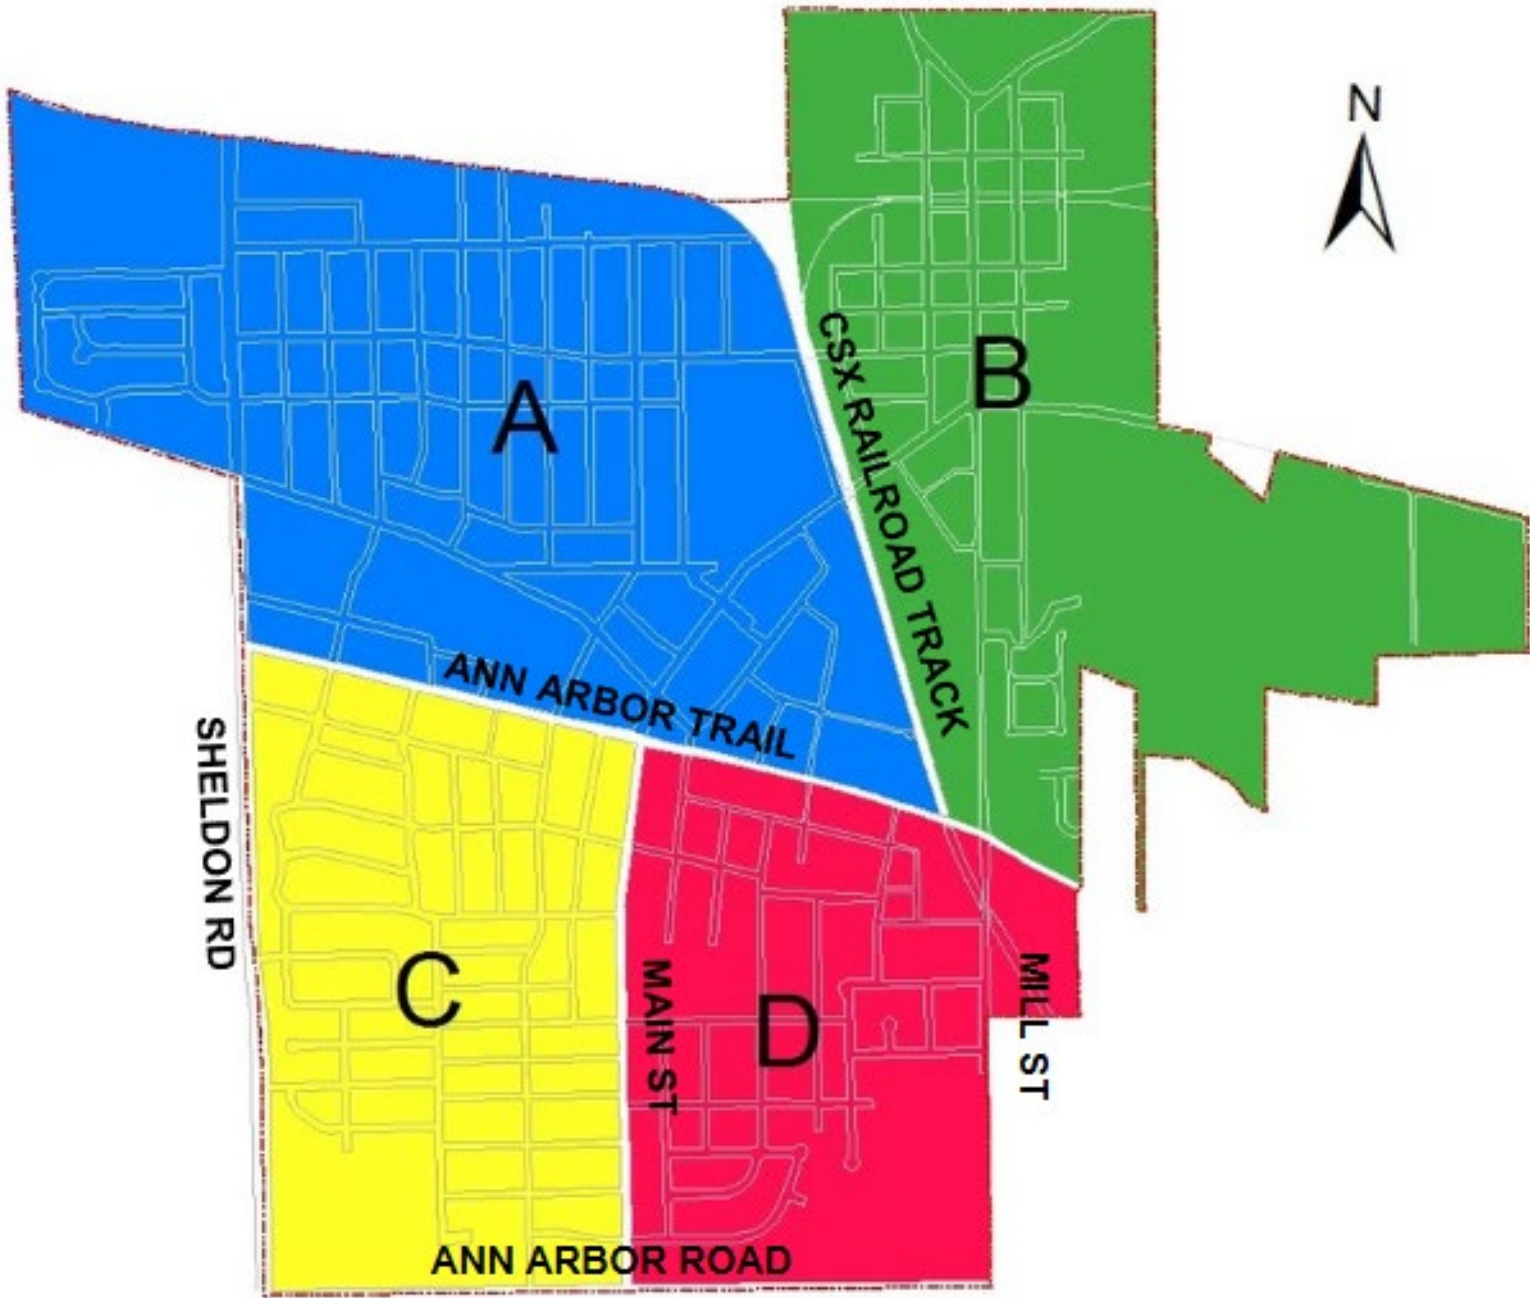 N
B
CSX RAILROAD TRACK
A
ANN ARBOR TRAIL
SHELDON RD
C
MAIN ST
D
MILL ST
ANN ARBOR ROAD